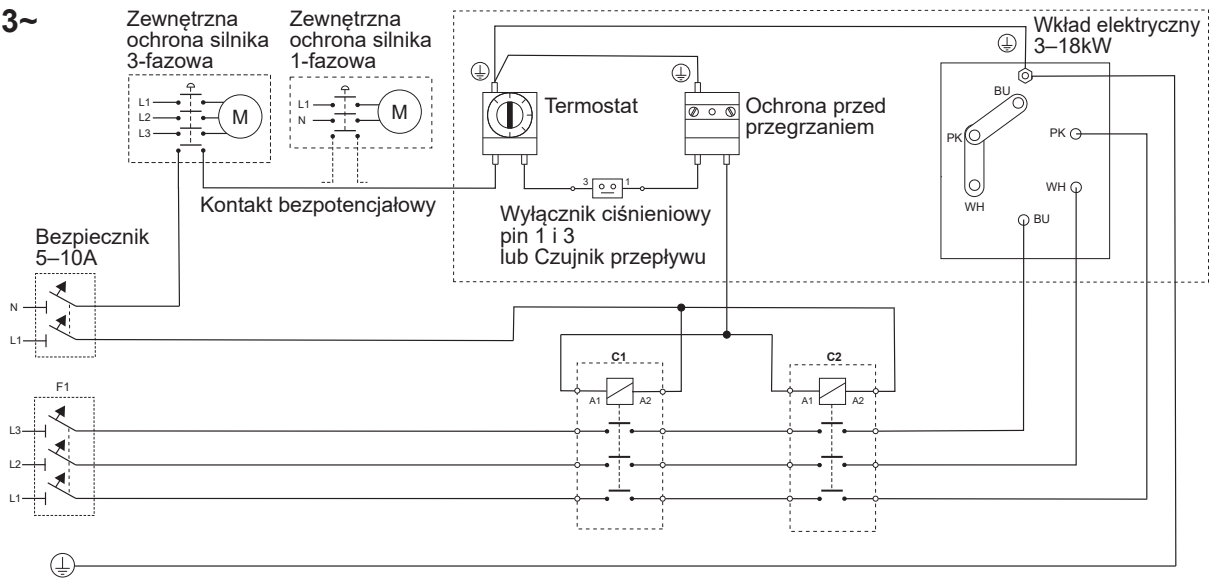 3~
Zewnętrzna
ochrona silnika
3-fazowa
Zewnętrzna
ochrona silnika
1-fazowa
Wkład elektryczny
3–18kW
L1
L2
L3
M
L1
N
M
Termostat
Ochrona przed
przegrzaniem
BU
PK
WH
PK
WH
BU
3
1
Kontakt bezpotencjałowy
Wyłącznik ciśnieniowy
pin 1 i 3
lub Czujnik przepływu
Bezpiecznik
5–10A
N
L1
C1
C2
A1
A2
A1
A2
F1
L3
L2
L1